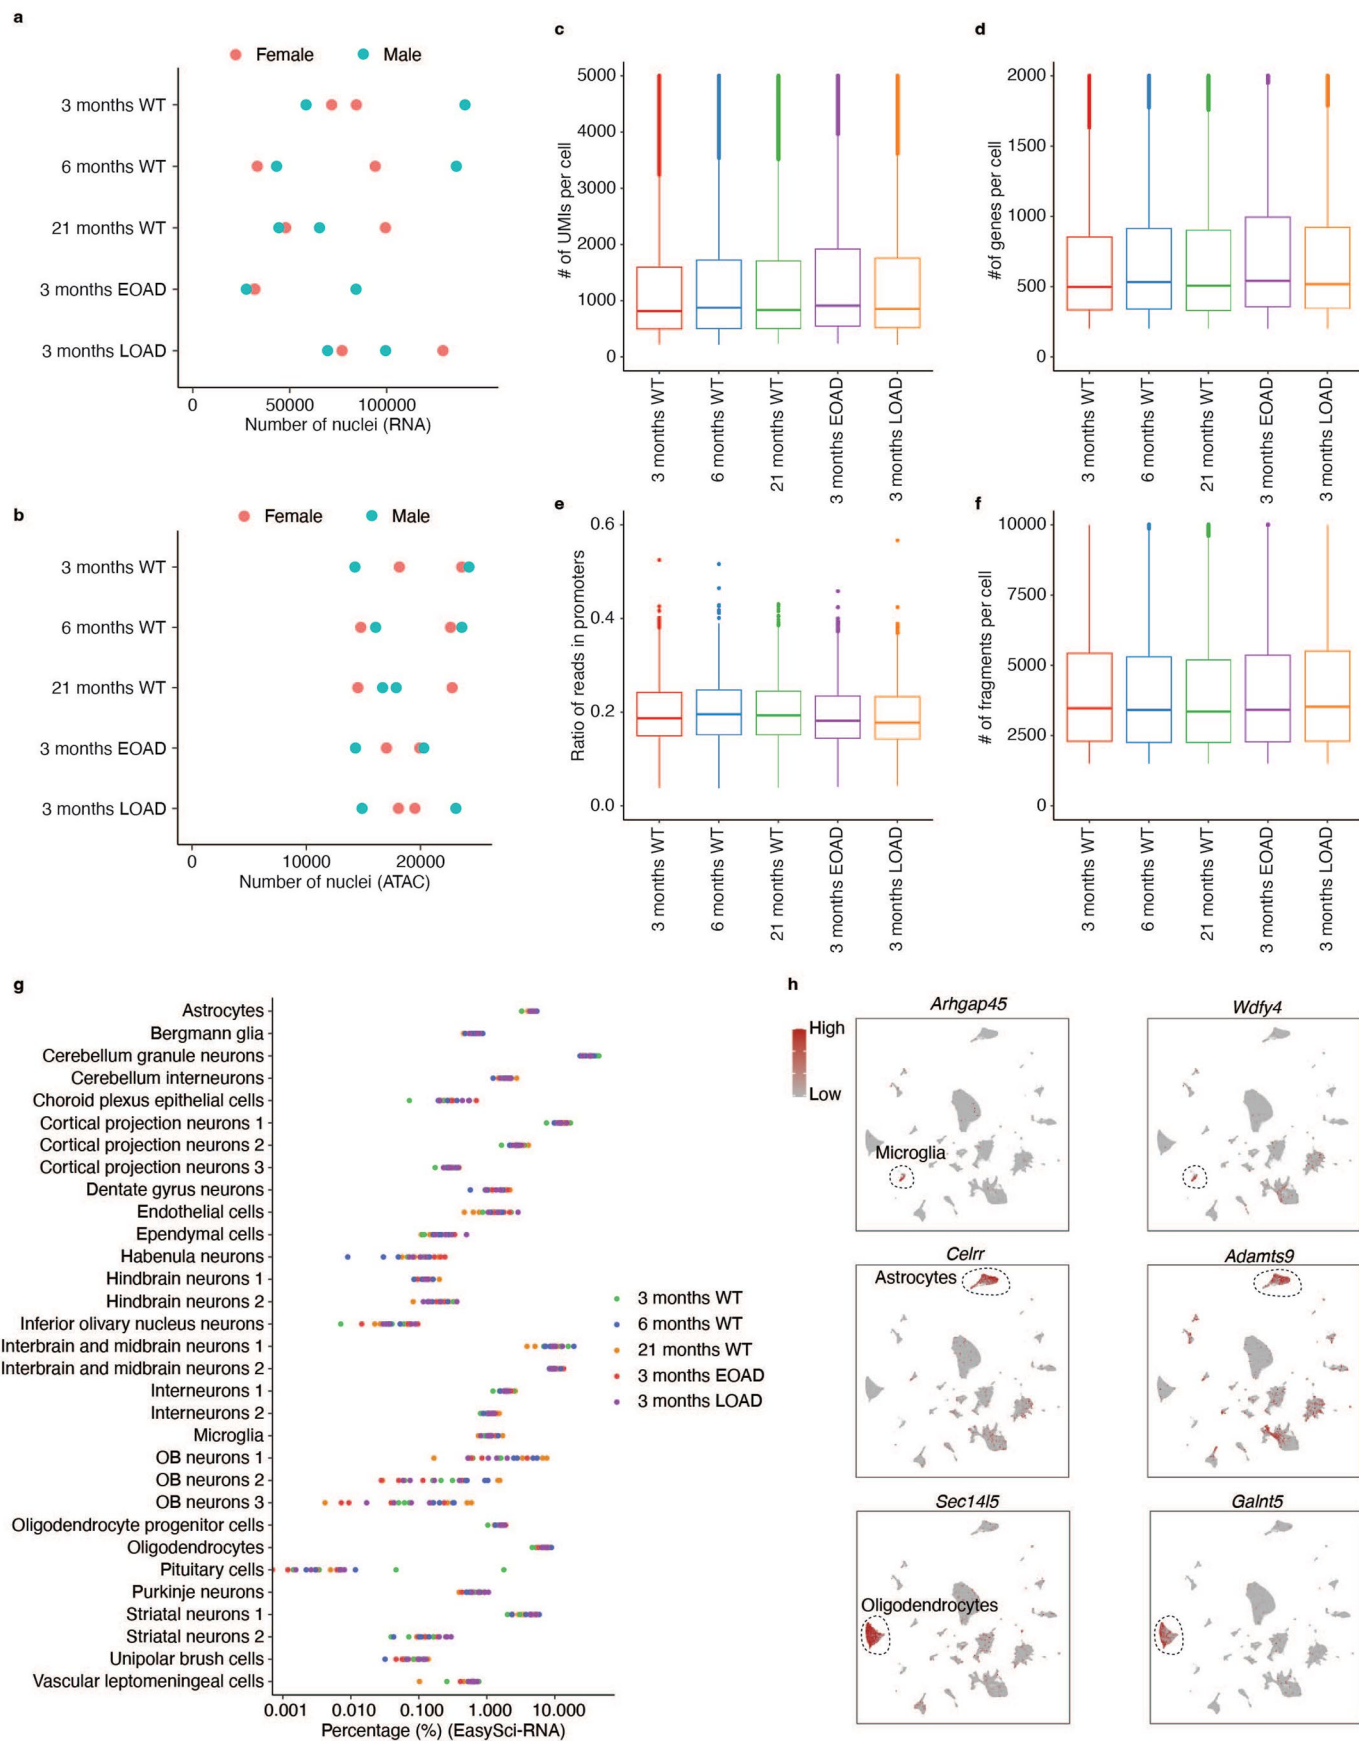 a
Female Male
3 months WT
6 months WT
21 months WT
3 months EOAD
3 months LOAD
0 50000 100000
Number of nuclei (RNA)
b
Female Male
3 months WT
6 months WT
21 months WT
3 months EOAD
3 months LOAD
0 10000 20000
Number of nuclei (ATAC)
c
# of UMIs per cell
5000
4000
3000
2000
1000
0
3 months WT
6 months WT
21 months WT
3 months EOAD
3 months LOAD
d
#of genes per cell
2000
1500
1000
500
0
3 months WT
6 months WT
21 months WT
3 months EOAD
3 months LOAD
e
Ratio of reads in promoters
0.6
0.4
0.2
0.0
3 months WT
6 months WT
21 months WT
3 months EOAD
3 months LOAD
f
# of fragments per cell
10000
7500
5000
2500
0
3 months WT
6 months WT
21 months WT
3 months EOAD
3 months LOAD
g
Astrocytes
Bergmann glia
Cerebellum granule neurons
Cerebellum interneurons
Choroid plexus epithelial cells
Cortical projection neurons 1
Cortical projection neurons 2
Cortical projection neurons 3
Dentate gyrus neurons
Endothelial cells
Ependymal cells
Habenula neurons
Hindbrain neurons 1
Hindbrain neurons 2
Inferior olivary nucleus neurons
Interbrain and midbrain neurons 1
Interbrain and midbrain neurons 2
Interneurons 1
Interneurons 2
Microglia
OB neurons 1
OB neurons 2
OB neurons 3
Oligodendrocyte progenitor cells
Oligodendrocytes
Pituitary cells
Purkinje neurons
Striatal neurons 1
Striatal neurons 2
Unipolar brush cells
Vascular leptomeningeal cells
0.001 0.010 0.100 1.000 10.000
Percentage (%) (EasySci-RNA)
3 months WT
6 months WT
21 months WT
3 months EOAD
3 months LOAD
h
High
Low
Arhgap45
Microglia
Wdfy4
Celrr
Astrocytes
Adamts9
Sec14l5
Oligodendrocytes
Galnt5